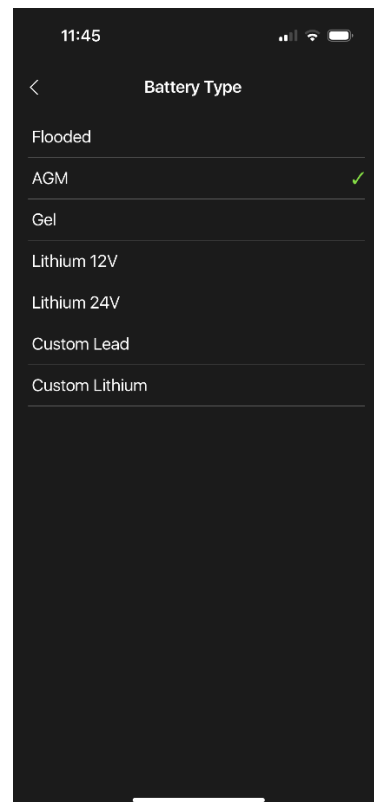 11:45
Battery Type
Flooded
AGM
Gel
Lithium 12V
Lithium 24V
Custom Lead
Custom Lithium